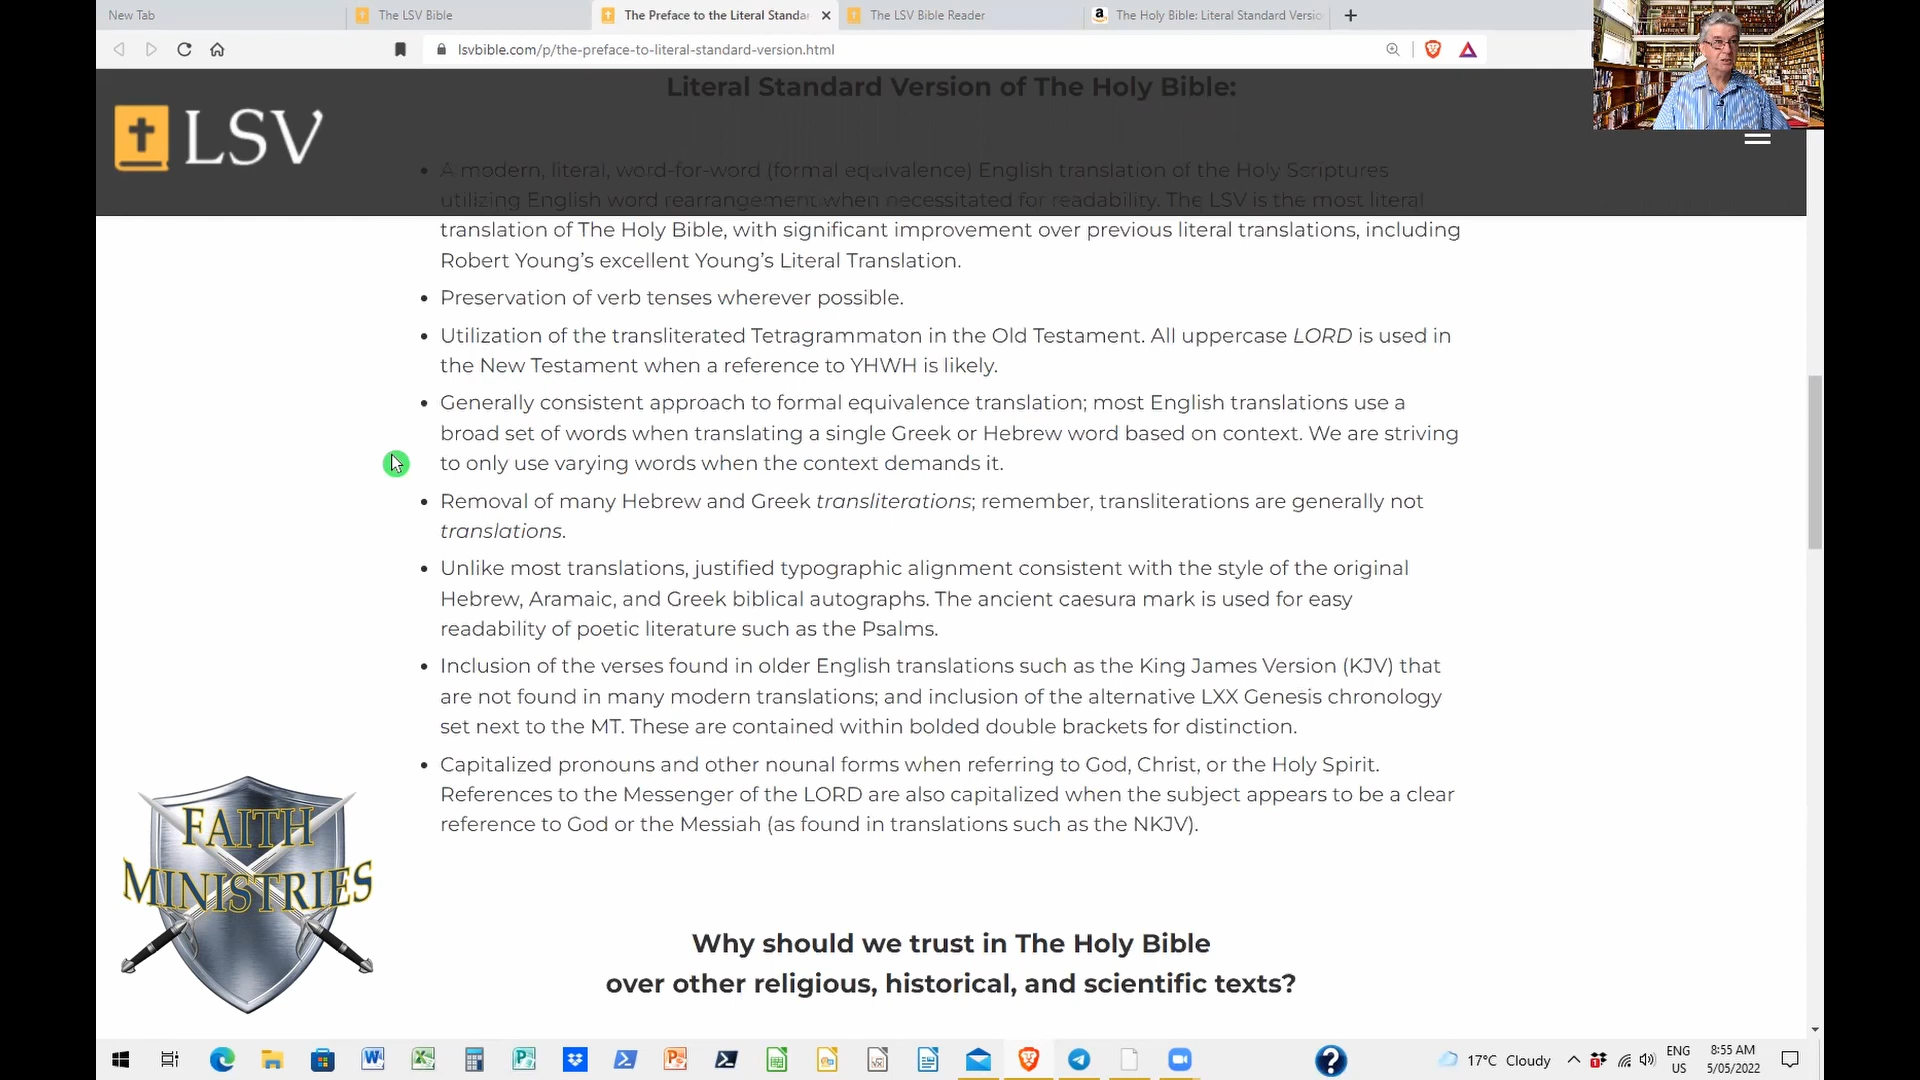 New Tab
The LSV Bible
The Preface to the Literal Standa
The LSV Bible Reader
The Holy Bible: Literal Standard Versio
lsvbible.com/p/the-preface-to-literal-standard-version.html
Literal Standard Version of The Holy Bible:
LSV
• A modern, literal, word-for-word (formal equivalence) English translation of the Holy Scriptures
utilizing English word rearrangement when necessitated for readability. The LSV is the most literal
translation of The Holy Bible, with significant improvement over previous literal translations, including
Robert Young’s excellent Young’s Literal Translation.
• Preservation of verb tenses wherever possible.
• Utilization of the transliterated Tetragrammaton in the Old Testament. All uppercase LORD is used in
the New Testament when a reference to YHWH is likely.
• Generally consistent approach to formal equivalence translation; most English translations use a
broad set of words when translating a single Greek or Hebrew word based on context. We are striving
to only use varying words when the context demands it.
• Removal of many Hebrew and Greek transliterations; remember, transliterations are generally not
translations.
• Unlike most translations, justified typographic alignment consistent with the style of the original
Hebrew, Aramaic, and Greek biblical autographs. The ancient caesura mark is used for easy
readability of poetic literature such as the Psalms.
• Inclusion of the verses found in older English translations such as the King James Version (KJV) that
are not found in many modern translations; and inclusion of the alternative LXX Genesis chronology
set next to the MT. These are contained within bolded double brackets for distinction.
• Capitalized pronouns and other nounal forms when referring to God, Christ, or the Holy Spirit.
References to the Messenger of the LORD are also capitalized when the subject appears to be a clear
reference to God or the Messiah (as found in translations such as the NKJV).
FAITH
MINISTRIES
Why should we trust in The Holy Bible
over other religious, historical, and scientific texts?
17°C Cloudy
ENG
US
8:55 AM
5/05/2022